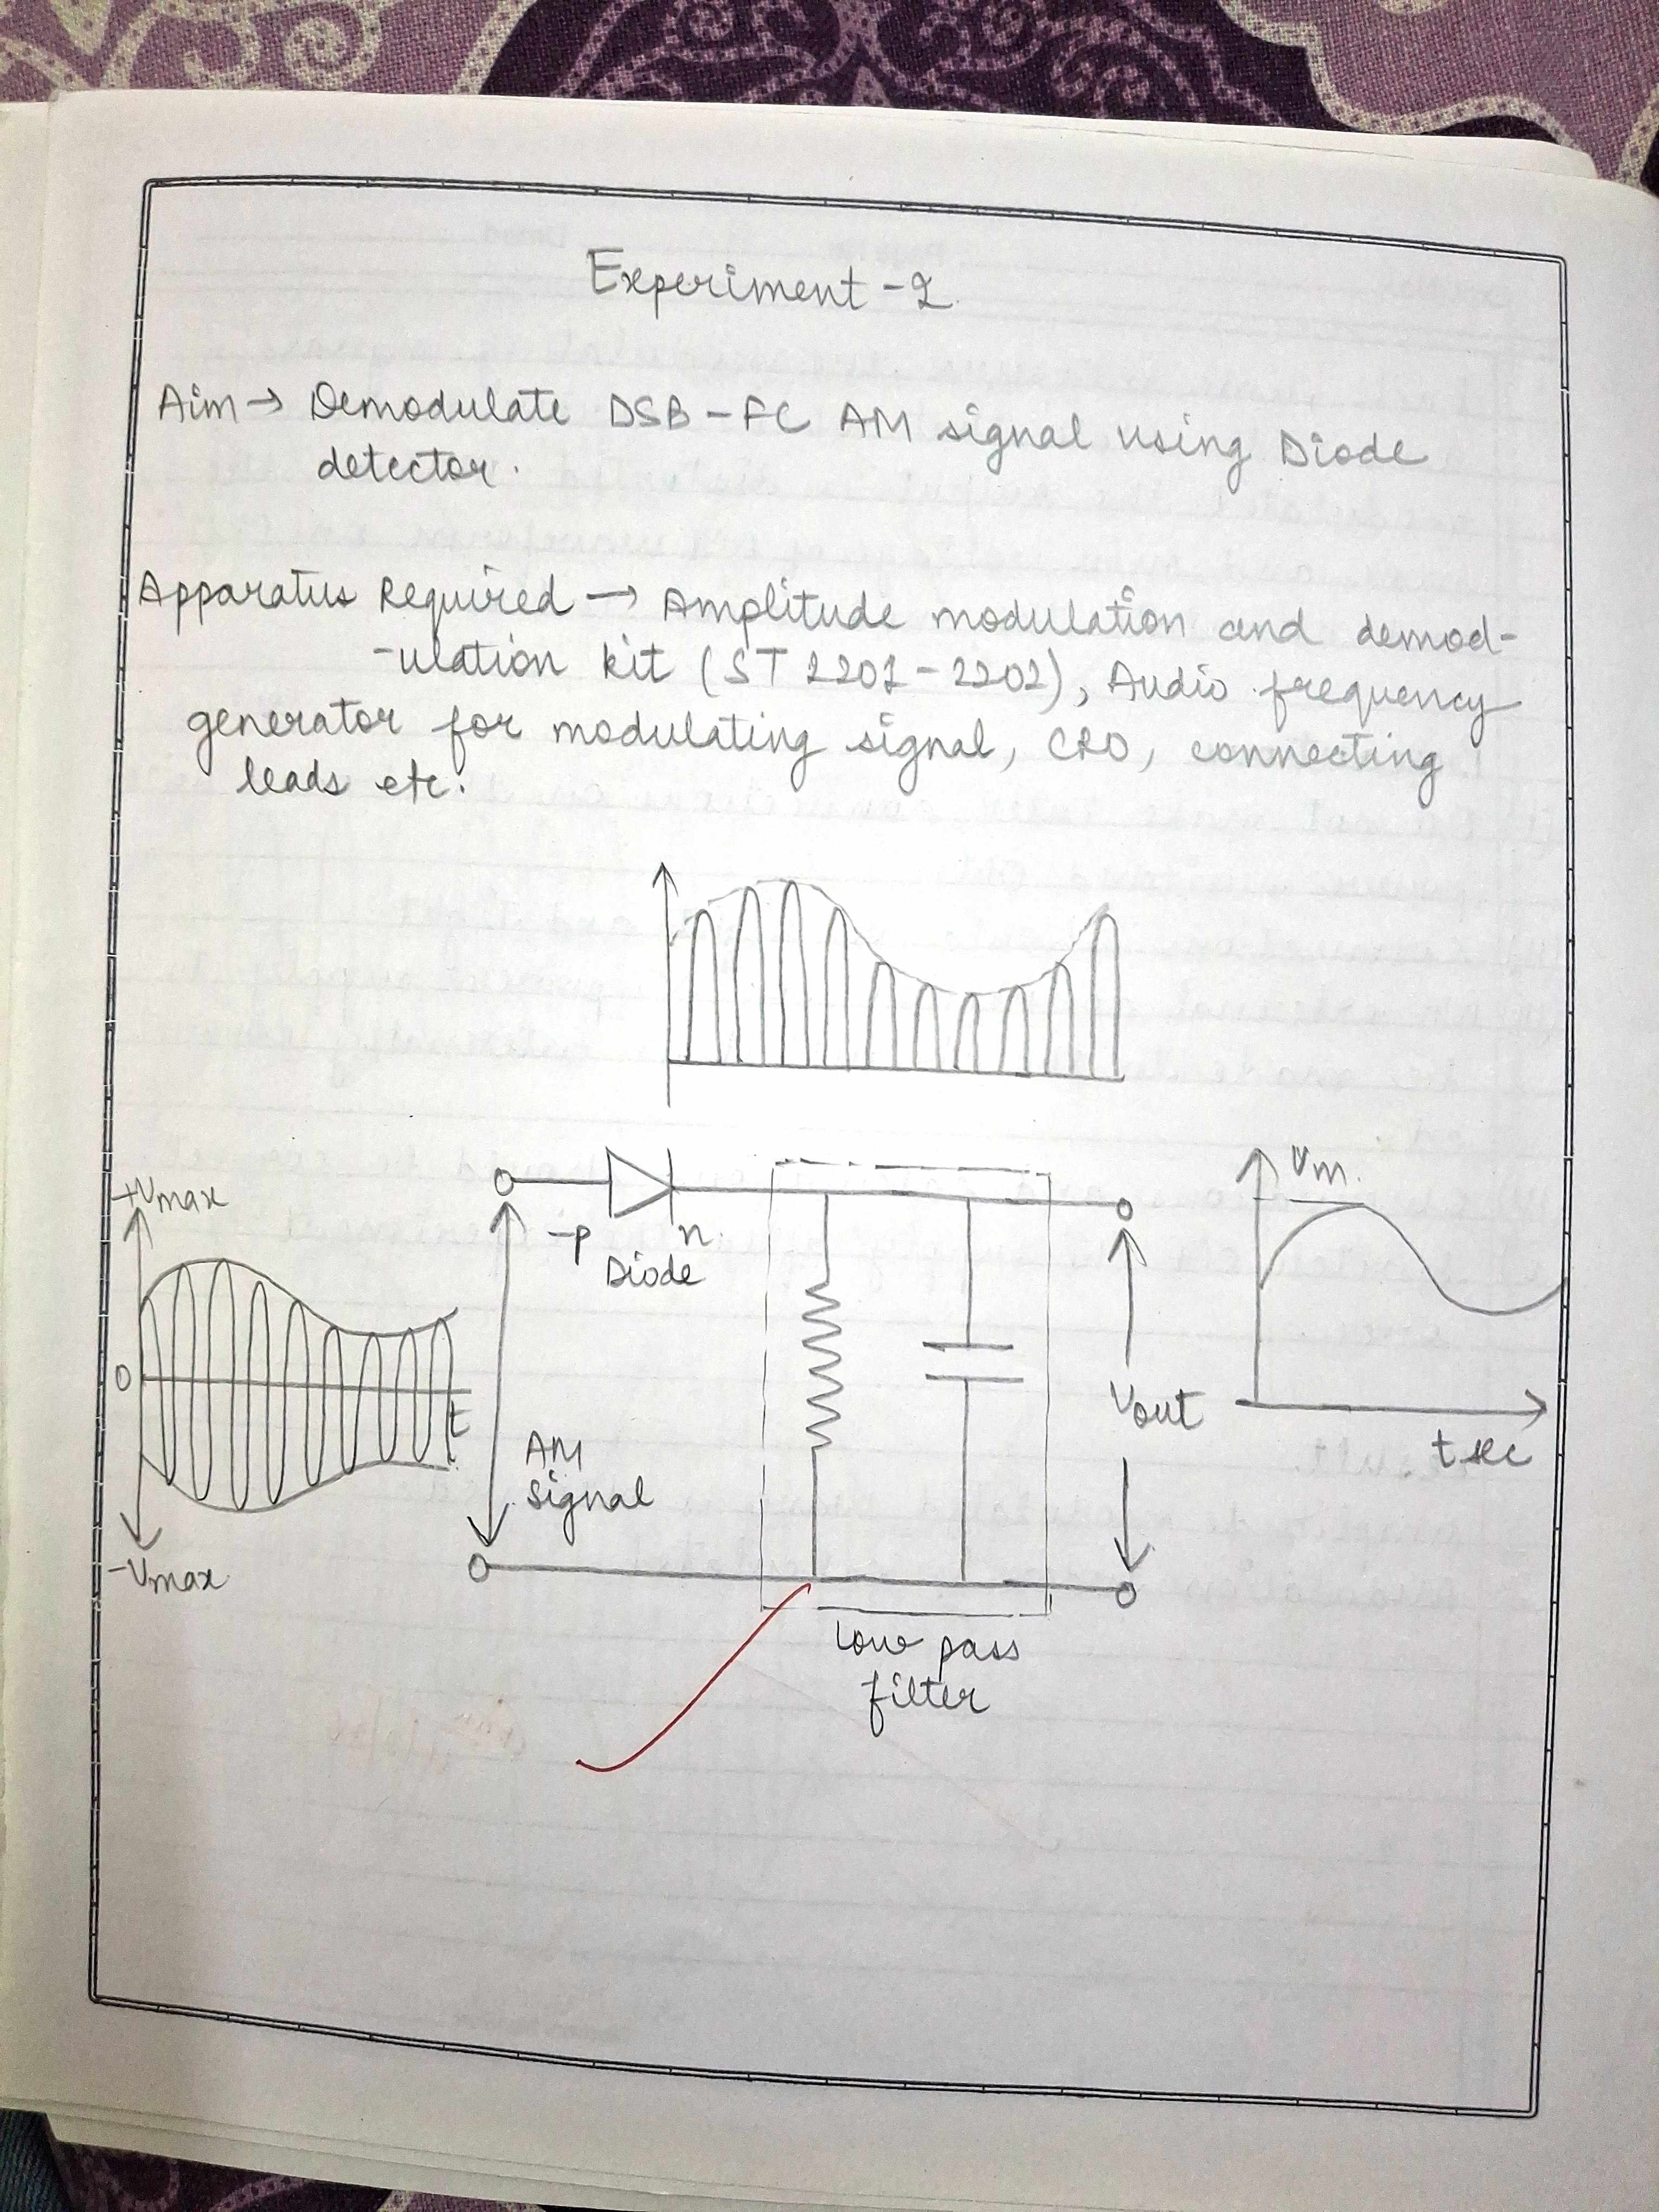 Experiment - 2
Aim → Demodulate DSB - FC AM signal using Diode
detector.
Apparatus Required → Amplitude modulation and demod-
-ulation kit (ST 2201 - 2202), Audio frequency
generator for modulating signal, CRO, connecting
leads etc.
+Vmax
0
t
-Vmax
-p
n
Diode
AM
signal
Vout
Vm
t sec
Low pass
filter